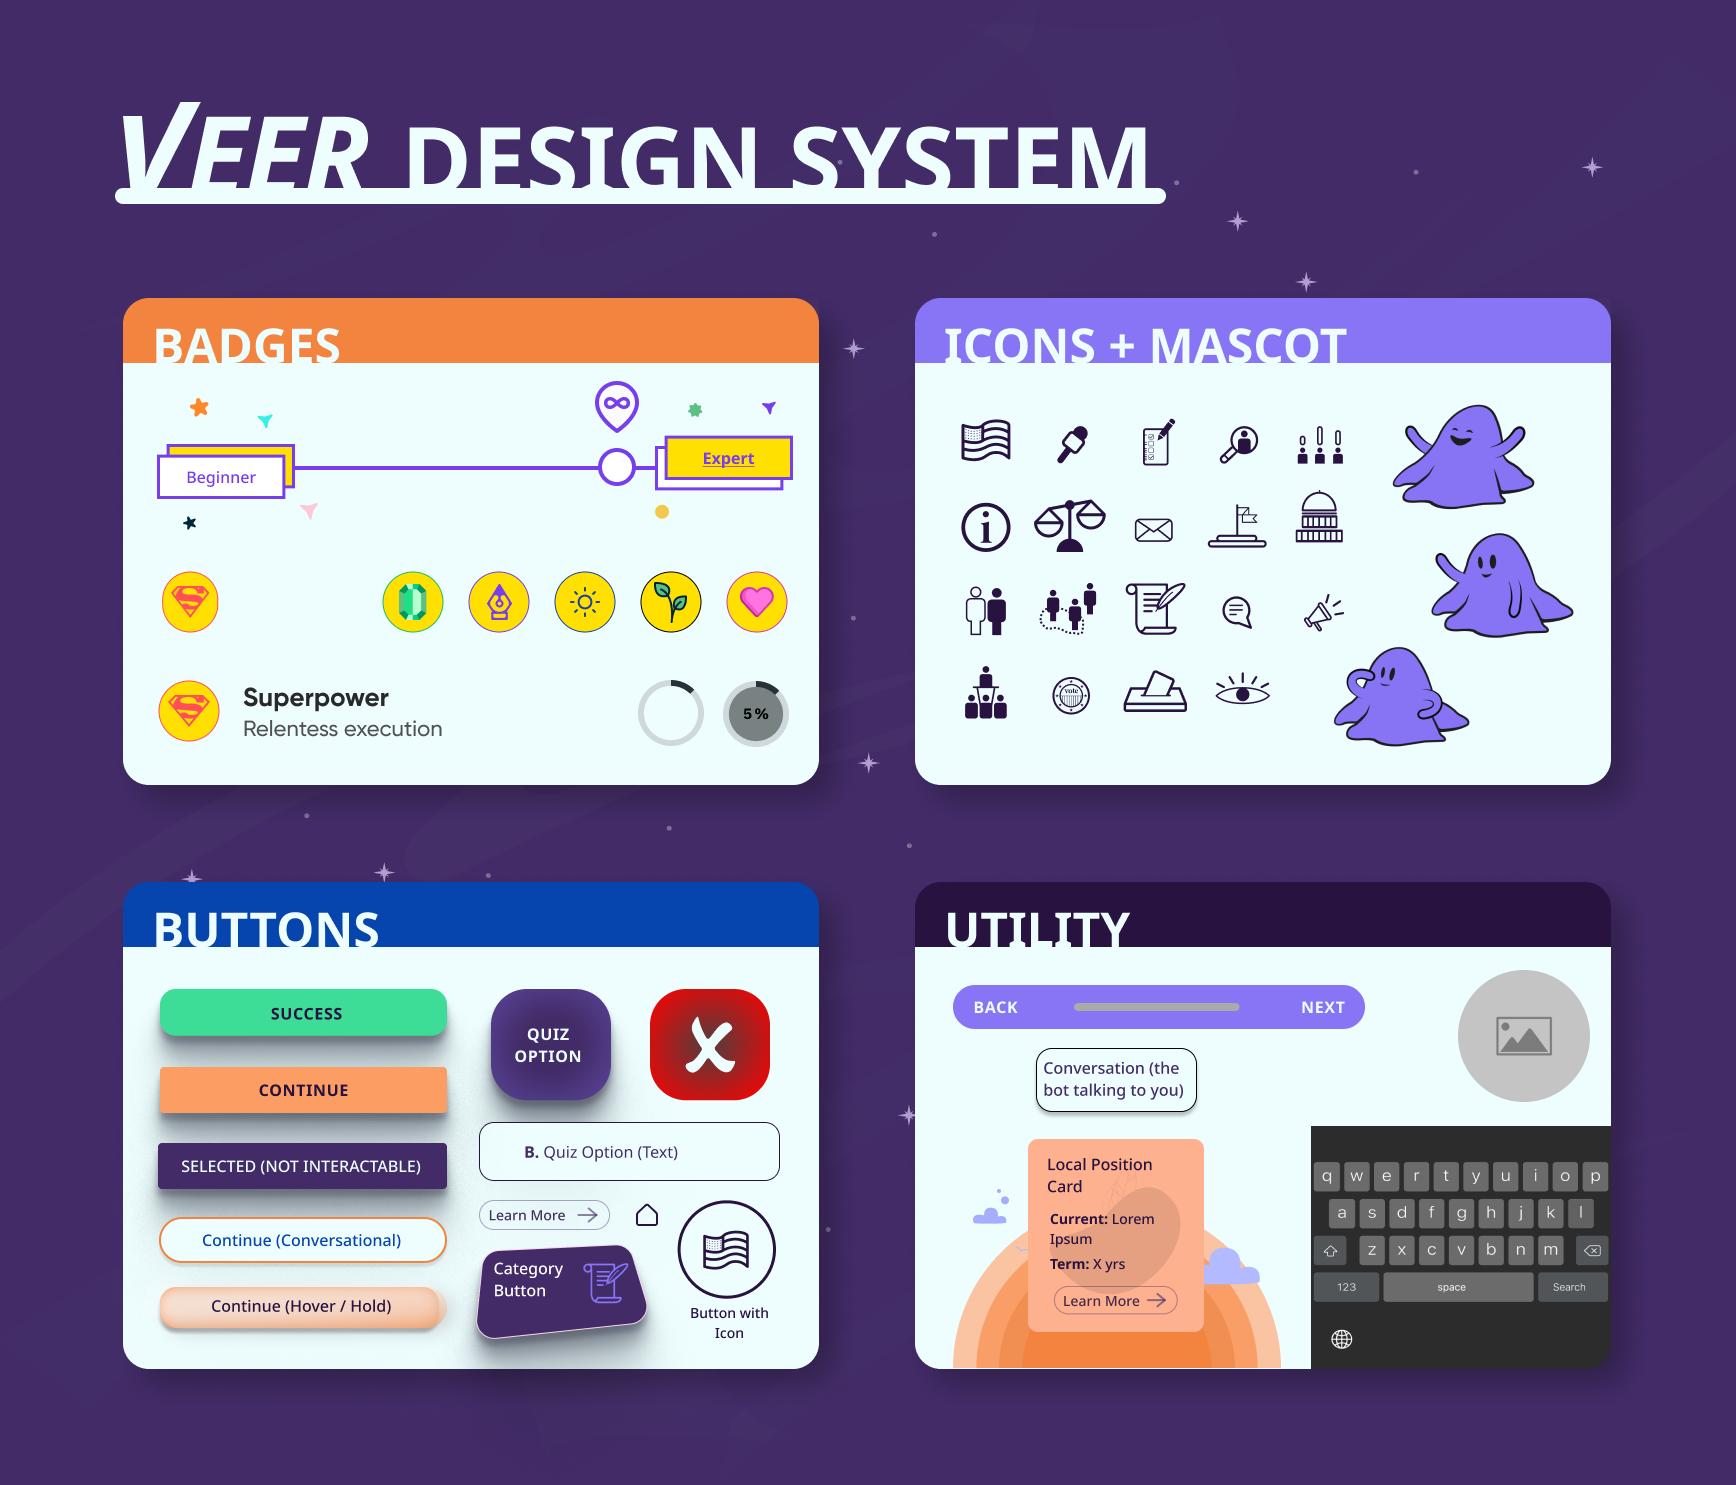 VEER DESIGN SYSTEM
BADGES
Beginner
Expert
Superpower
Relentess execution
5 %
ICONS + MASCOT
vote
BUTTONS
SUCCESS
CONTINUE
SELECTED (NOT INTERACTABLE)
Continue (Conversational)
Continue (Hover / Hold)
QUIZ
OPTION
B. Quiz Option (Text)
Learn More
Category
Button
Button with
Icon
UTILITY
BACK
NEXT
Conversation (the
bot talking to you)
Local Position
Card
Current: Lorem
Ipsum
Term: X yrs
Learn More
q w e r t y u i o p
a s d f g h j k l
z x c v b n m
123 space Search